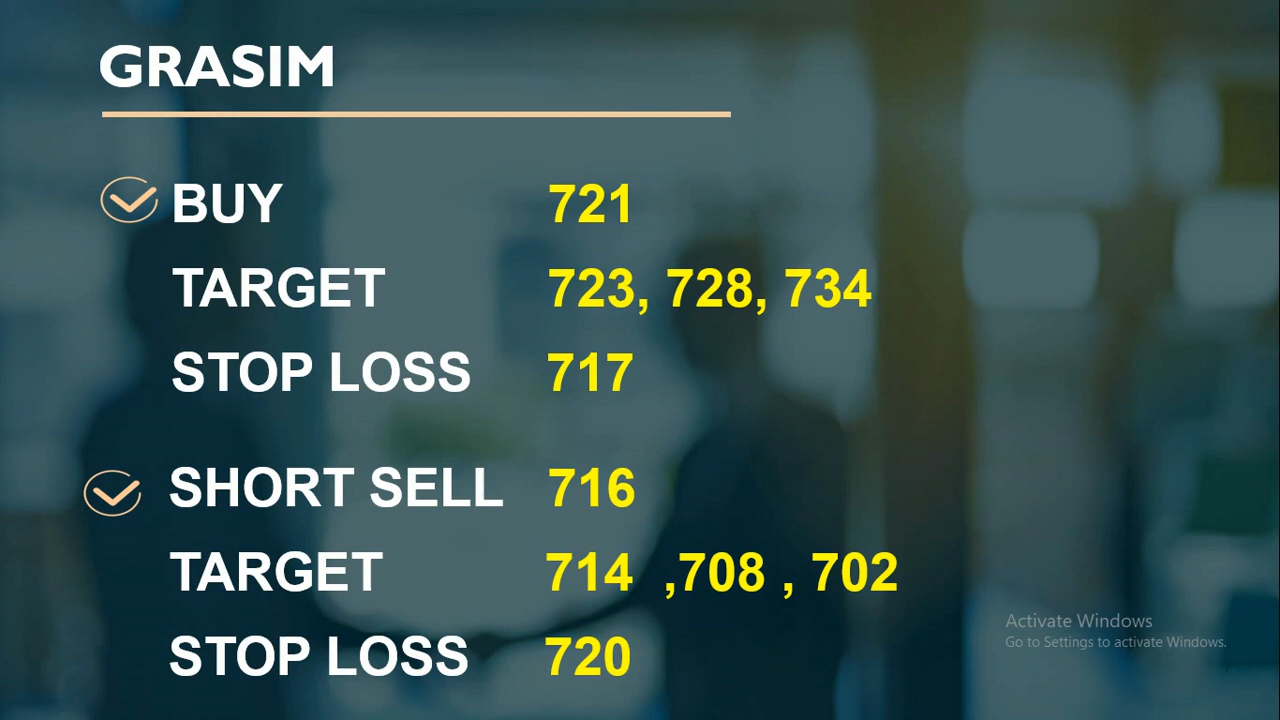 GRASIM
BUY 721
TARGET 723, 728, 734
STOP LOSS 717
SHORT SELL 716
TARGET 714 ,708 , 702
STOP LOSS 720
Activate Windows
Go to Settings to activate Windows.